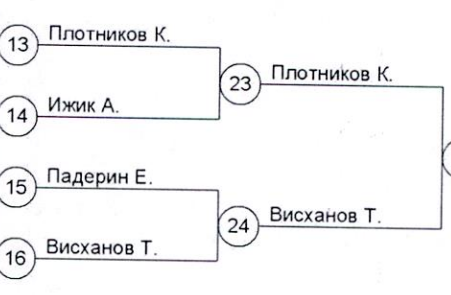 13 Плотников К.
23 Плотников К.
14 Ижик А.
15 Падерин Е.
24 Висханов Т.
16 Висханов Т.